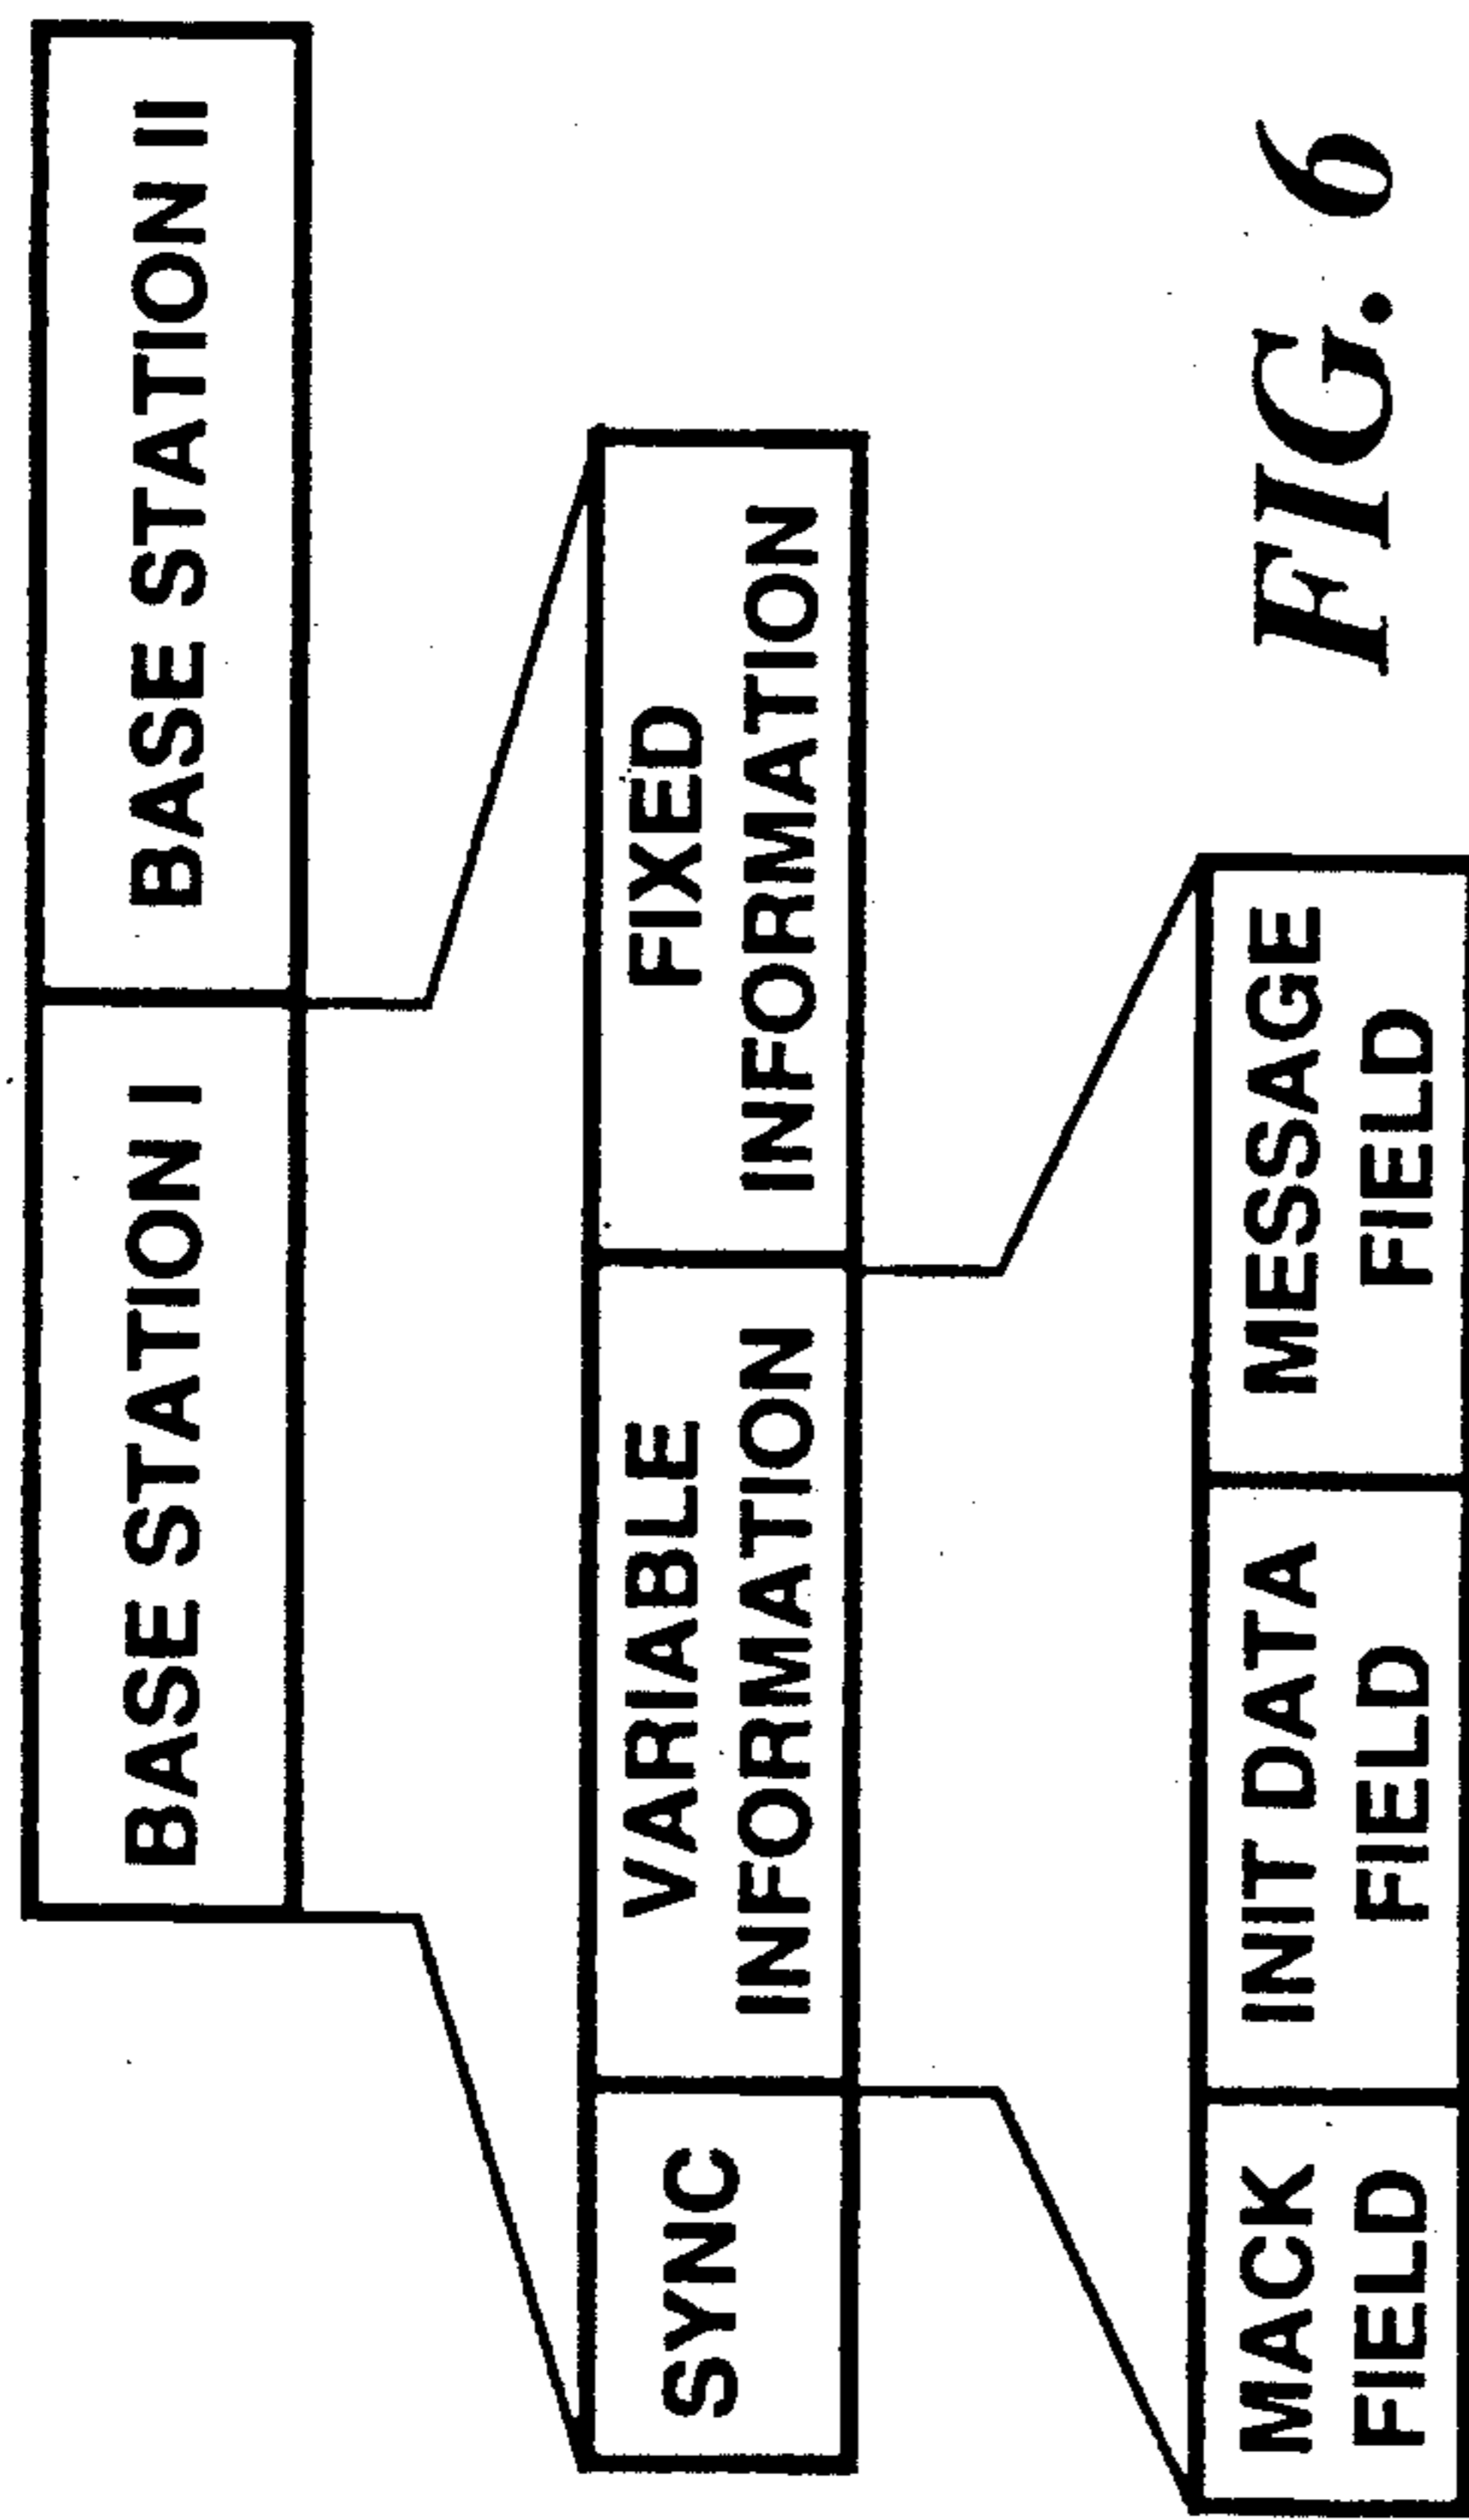 BASE STATION I
BASE STATION II
SYNC
VARIABLE
INFORMATION
FIXED
INFORMATION
MACK
FIELD
INIT DATA
FIELD
MESSAGE
FIELD
FIG. 6